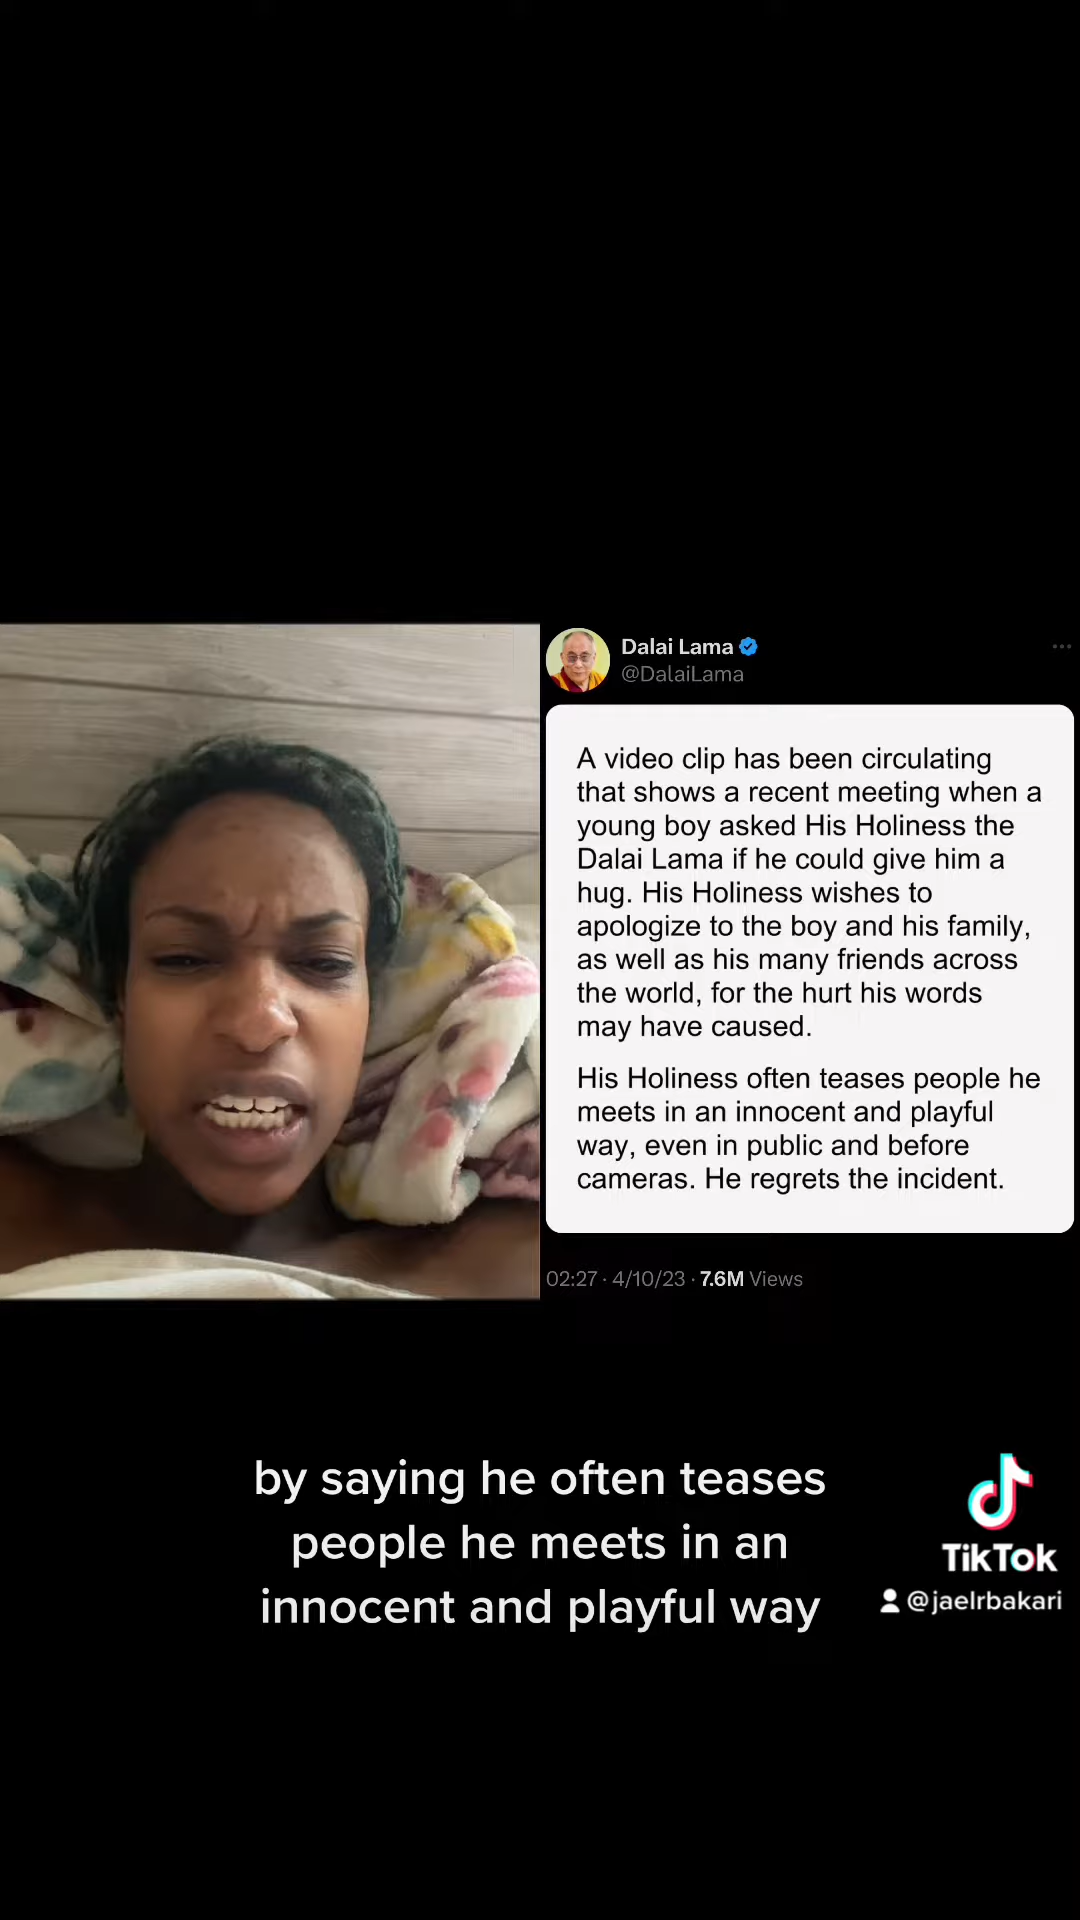 Dalai Lama
@DalaiLama
A video clip has been circulating
that shows a recent meeting when a
young boy asked His Holiness the
Dalai Lama if he could give him a
hug. His Holiness wishes to
apologize to the boy and his family,
as well as his many friends across
the world, for the hurt his words
may have caused.
His Holiness often teases people he
meets in an innocent and playful
way, even in public and before
cameras. He regrets the incident.
02:27 · 4/10/23 · 7.6M Views
by saying he often teases
people he meets in an
innocent and playful way
TikTok
@jaelrbakari